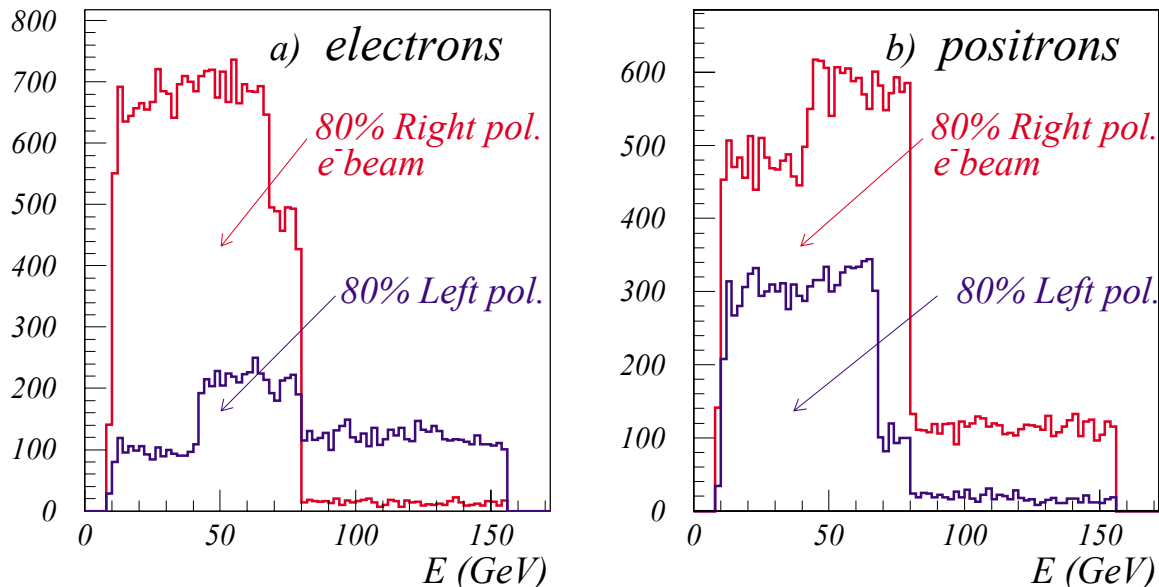 a) electrons
800
700
600
500
400
300
200
100
0
80% Right pol.
e⁻beam
80% Left pol.
0 50 100 150
E (GeV)
b) positrons
600
500
400
300
200
100
0
80% Right pol.
e⁻beam
80% Left pol.
0 50 100 150
E (GeV)